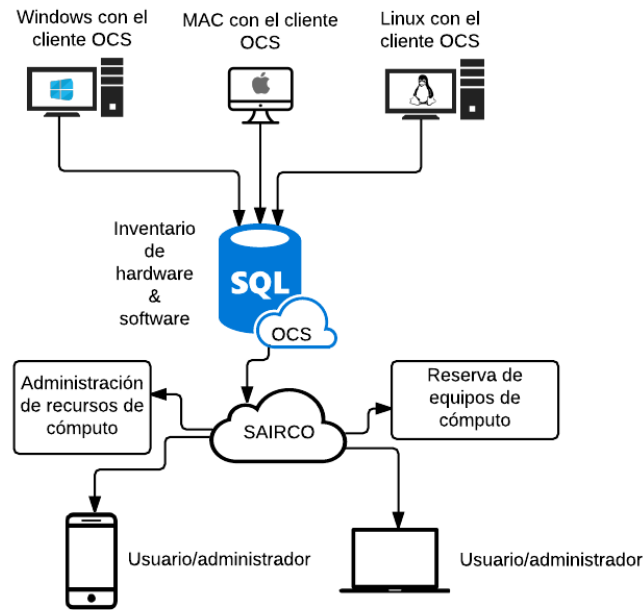 Windows con el
cliente OCS
MAC con el cliente
OCS
Linux con el
cliente OCS
Inventario
de
hardware
&
software
SQL
OCS
Administración
de recursos de
cómputo
SAIRCO
Reserva de
equipos de
cómputo
Usuario/administrador
Usuario/administrador